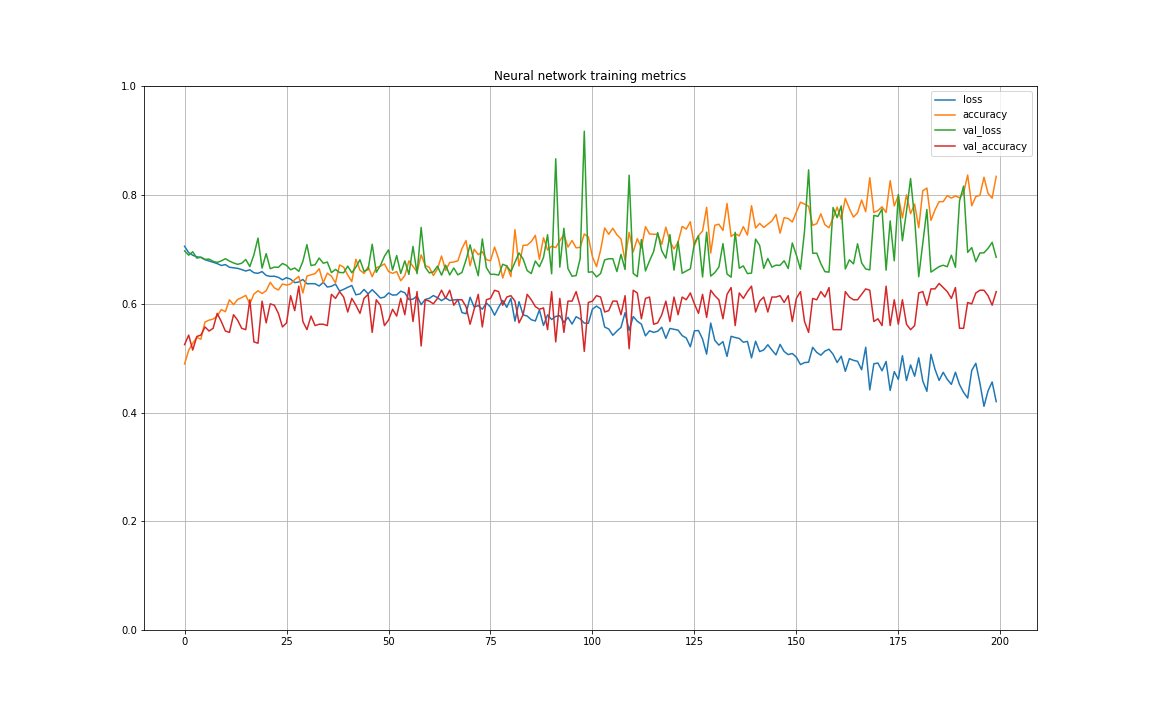 Neural network training metrics
1.0
0.8
0.6
0.4
0.2
0.0
loss
accuracy
val_loss
val_accuracy
0 25 50 75 100 125 150 175 200